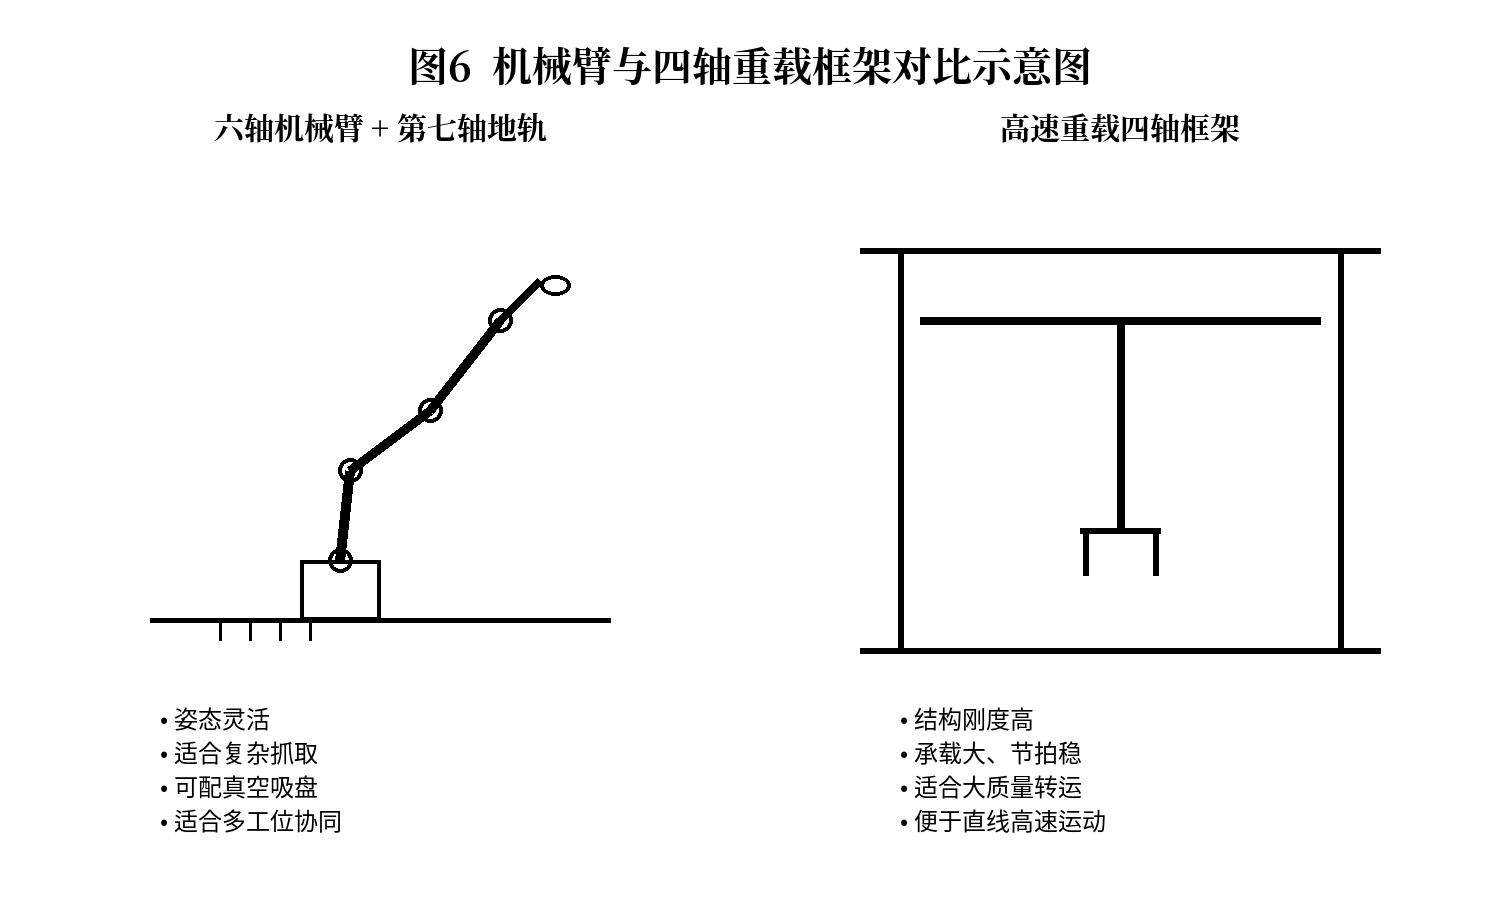 图6 机械臂与四轴重载框架对比示意图
六轴机械臂 + 第七轴地轨
高速重载四轴框架
• 姿态灵活
• 适合复杂抓取
• 可配真空吸盘
• 适合多工位协同
• 结构刚度高
• 承载大、节拍稳
• 适合大质量转运
• 便于直线高速运动